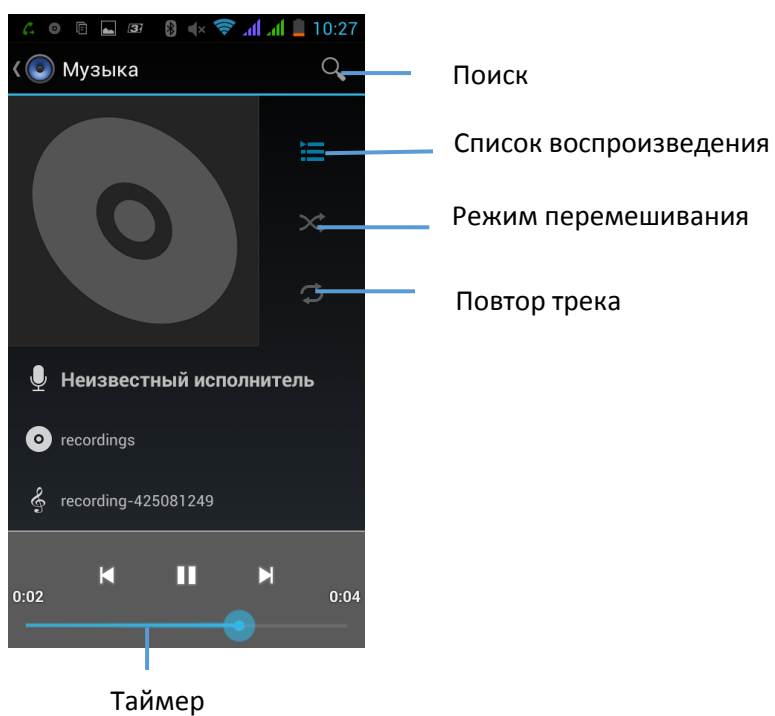 10:27
Музыка
Поиск
Список воспроизведения
Режим перемешивания
Повтор трека
Неизвестный исполнитель
recordings
recording-425081249
0:02
0:04
Таймер